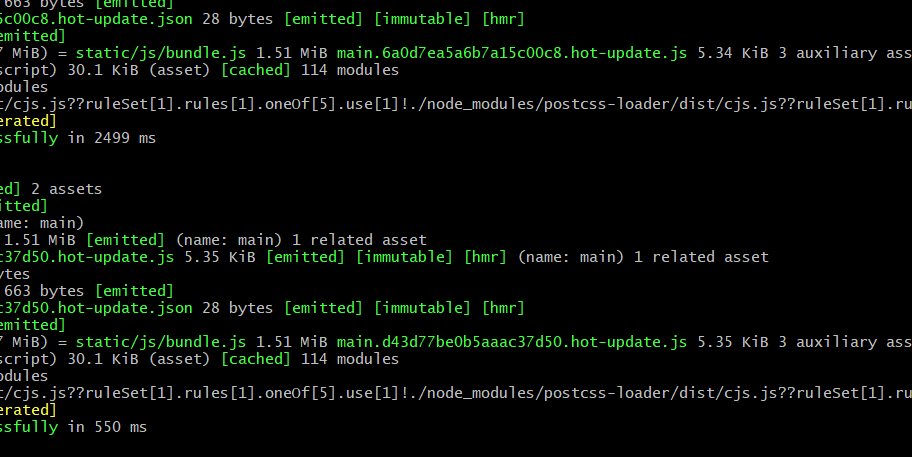 663 bytes [emitted]
5c00c8.hot-update.json 28 bytes [emitted] [immutable] [hmr]
emitted]
7 MiB) = static/js/bundle.js 1.51 MiB main.6a0d7ea5a6b7a15c00c8.hot-update.js 5.34 KiB 3 auxiliary ass
script) 30.1 KiB (asset) [cached] 114 modules
odules
t/cjs.js??ruleSet[1].rules[1].oneOf[5].use[1]!./node_modules/postcss-loader/dist/cjs.js??ruleSet[1].ru
erated]
ssfully in 2499 ms
ed] 2 assets
itted]
ame: main)
1.51 MiB [emitted] (name: main) 1 related asset
c37d50.hot-update.js 5.35 KiB [emitted] [immutable] [hmr] (name: main) 1 related asset
ytes
663 bytes [emitted]
c37d50.hot-update.json 28 bytes [emitted] [immutable] [hmr]
emitted]
7 MiB) = static/js/bundle.js 1.51 MiB main.d43d77be0b5aaac37d50.hot-update.js 5.35 KiB 3 auxiliary ass
script) 30.1 KiB (asset) [cached] 114 modules
odules
t/cjs.js??ruleSet[1].rules[1].oneOf[5].use[1]!./node_modules/postcss-loader/dist/cjs.js??ruleSet[1].ru
erated]
ssfully in 550 ms